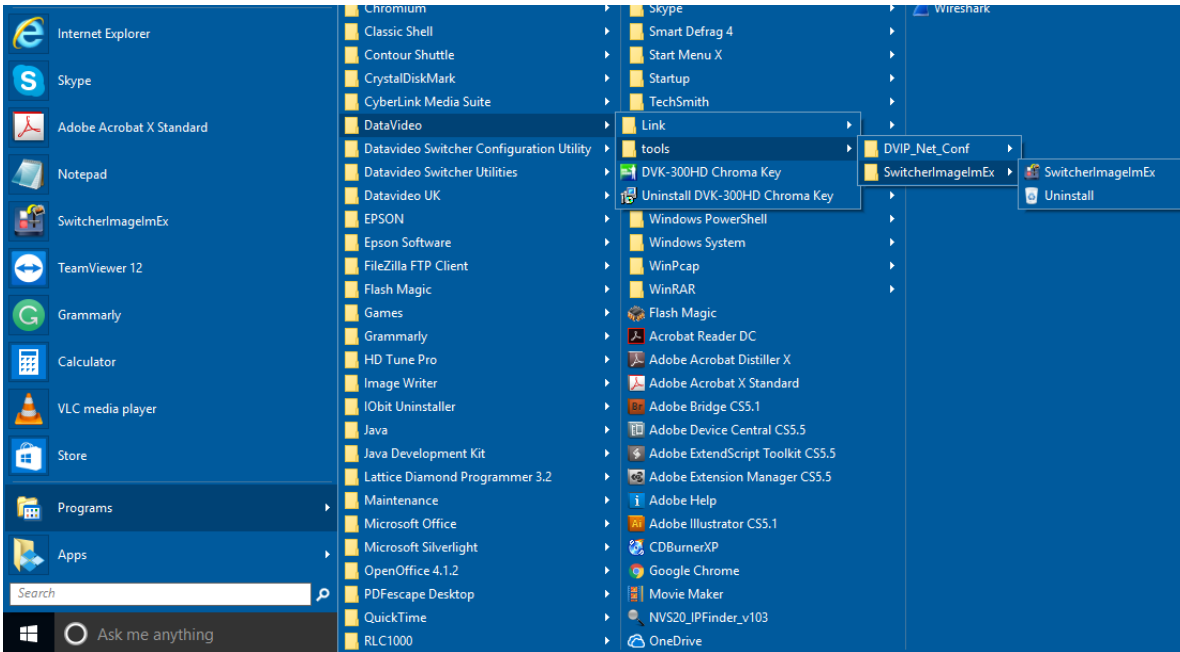 Internet Explorer
Skype
Adobe Acrobat X Standard
Notepad
SwitcherImageImEx
TeamViewer 12
Grammarly
Calculator
VLC media player
Store
Programs
Apps
Search
Ask me anything
Chromium
Classic Shell
Contour Shuttle
CrystalDiskMark
CyberLink Media Suite
DataVideo
Datavideo Switcher Configuration Utility
Datavideo Switcher Utilities
Datavideo UK
EPSON
Epson Software
FileZilla FTP Client
Flash Magic
Games
Grammarly
HD Tune Pro
Image Writer
IObit Uninstaller
Java
Java Development Kit
Lattice Diamond Programmer 3.2
Maintenance
Microsoft Office
Microsoft Silverlight
OpenOffice 4.1.2
PDFescape Desktop
QuickTime
RLC1000
Skype
Smart Defrag 4
Start Menu X
Startup
TechSmith
Link
tools
DVK-300HD Chroma Key
Uninstall DVK-300HD Chroma Key
Windows PowerShell
Windows System
WinPcap
WinRAR
Flash Magic
Acrobat Reader DC
Adobe Acrobat Distiller X
Adobe Acrobat X Standard
Adobe Bridge CS5.1
Adobe Device Central CS5.5
Adobe ExtendScript Toolkit CS5.5
Adobe Extension Manager CS5.5
Adobe Help
Adobe Illustrator CS5.1
CDBurnerXP
Google Chrome
Movie Maker
NVS20_IPFinder_v103
OneDrive
Wireshark
DVIP_Net_Conf
SwitcherImageImEx
SwitcherImageImEx
Uninstall